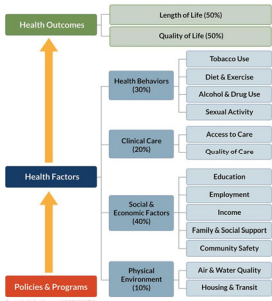 Health Outcomes
Length of Life (50%)
Quality of Life (50%)
Health Factors
Health Behaviors
(30%)
Tobacco Use
Diet & Exercise
Alcohol & Drug Use
Sexual Activity
Clinical Care
(20%)
Access to Care
Quality of Care
Social &
Economic Factors
(40%)
Education
Employment
Income
Family & Social Support
Community Safety
Physical
Environment
(10%)
Air & Water Quality
Housing & Transit
Policies & Programs